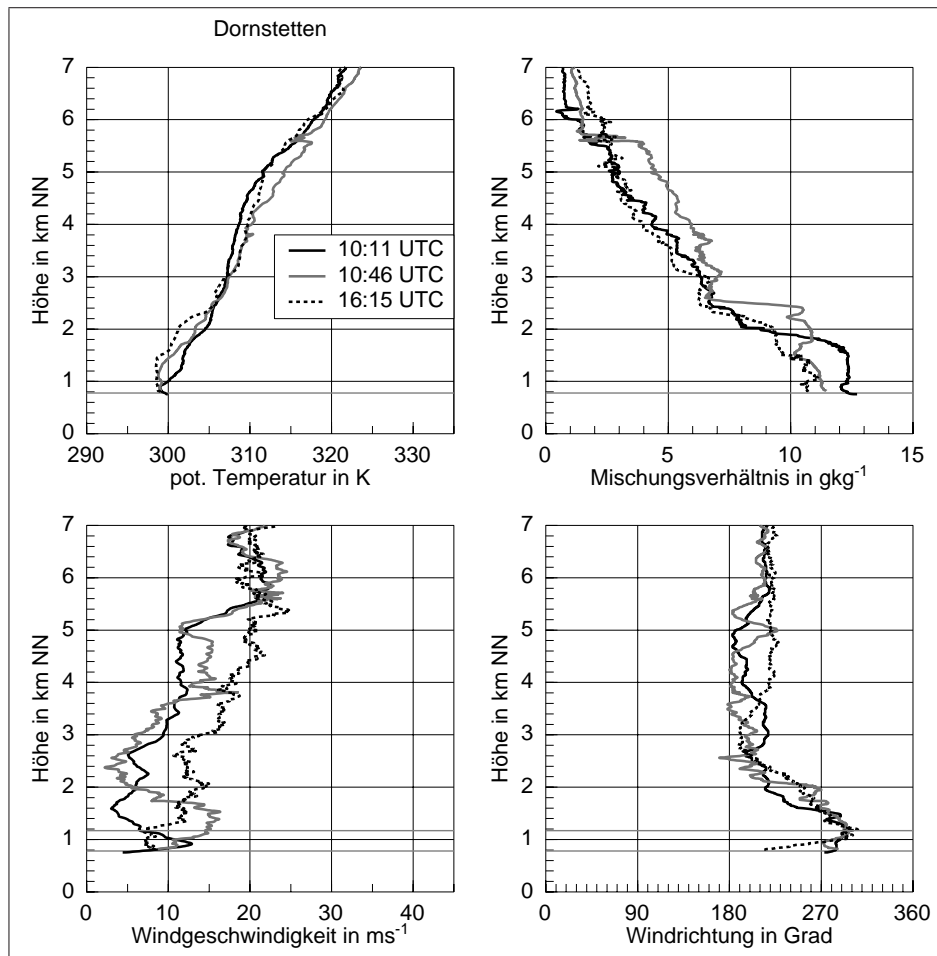 Dornstetten
7
6
5
4
3
2
1
0
Höhe in km NN
290 300 310 320 330
pot. Temperatur in K
10:11 UTC
10:46 UTC
16:15 UTC
7
6
5
4
3
2
1
0
Höhe in km NN
0 5 10 15
Mischungsverhältnis in gkg-1
7
6
5
4
3
2
1
0
Höhe in km NN
0 10 20 30 40
Windgeschwindigkeit in ms-1
7
6
5
4
3
2
1
0
Höhe in km NN
0 90 180 270 360
Windrichtung in Grad